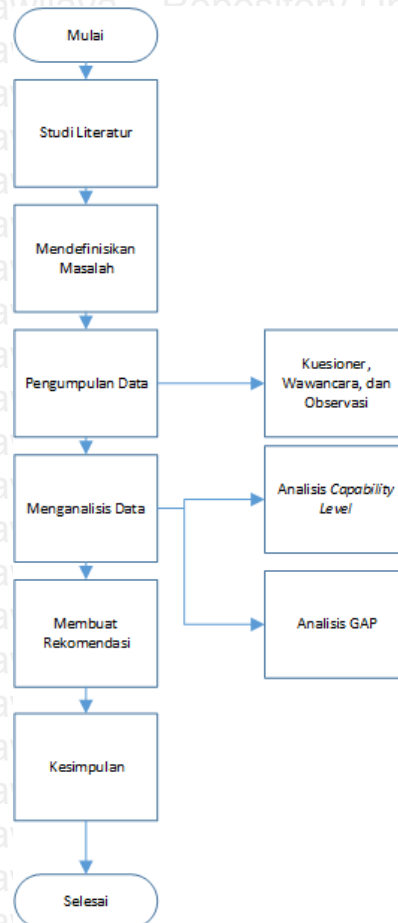 Mulai
Studi Literatur
Mendefinisikan
Masalah
Pengumpulan Data
Kuesioner,
Wawancara, dan
Observasi
Menganalisis Data
Analisis Capability
Level
Analisis GAP
Membuat
Rekomendasi
Kesimpulan
Selesai